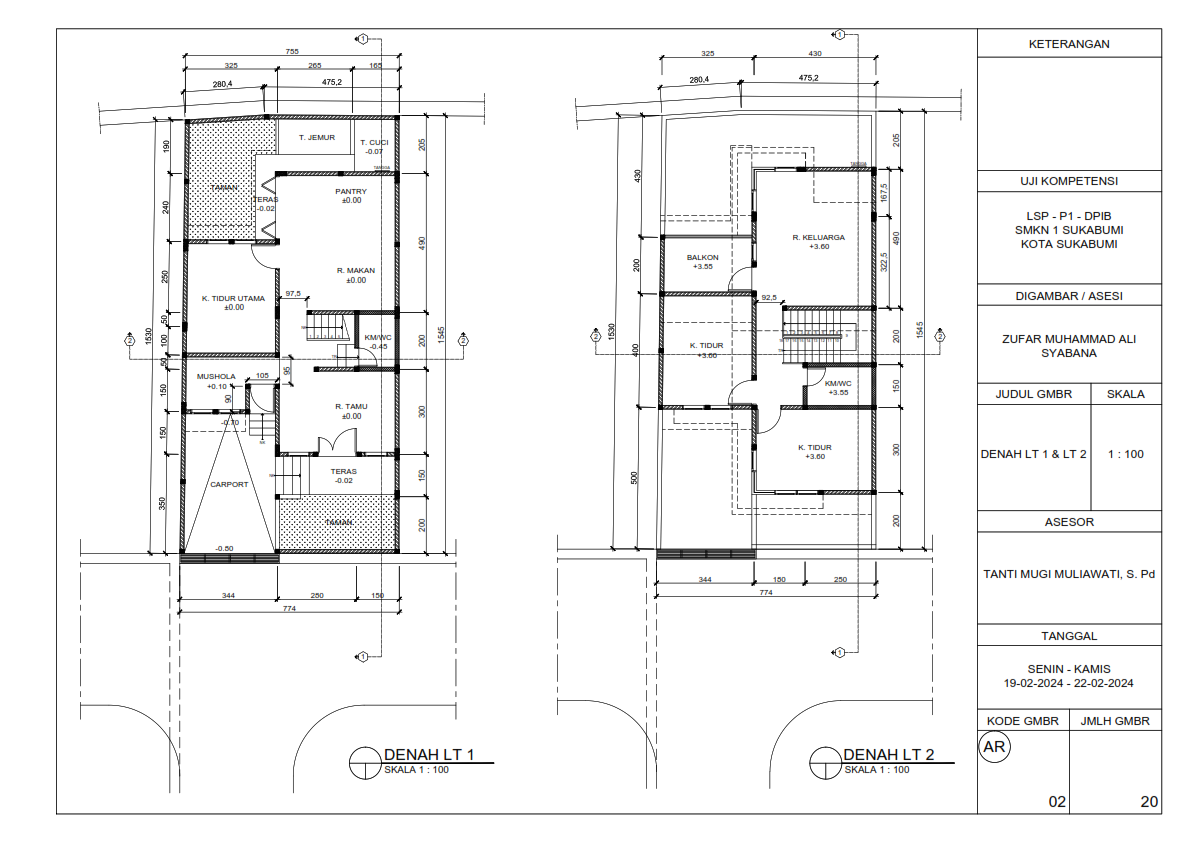 1
755
325
265
165
280,4
475,2
T. JEMUR
T. CUCI
-0.07
TANGGA
190
205
TAMAN
TERAS
-0.02
PANTRY
±0.00
240
490
R. MAKAN
±0.00
250
K. TIDUR UTAMA
±0.00
97,5
50
1530
100
2
KM/WC
-0.45
200
1545
2
50
95
MUSHOLA
+0.10
105
150
90
R. TAMU
±0.00
300
-0.70
150
TERAS
-0.02
150
CARPORT
350
TAMAN
200
-0.50
344
280
150
774
1
DENAH LT 1
SKALA 1 : 100
1
325
430
280,4
475,2
205
430
TANGGA
167,5
R. KELUARGA
+3.60
490
BALKON
+3.55
200
322,5
92,5
1530
2
400
K. TIDUR
+3.60
200
1545
2
KM/WC
+3.55
150
K. TIDUR
+3.60
300
500
200
344
180
250
774
1
DENAH LT 2
SKALA 1 : 100
KETERANGAN
UJI KOMPETENSI
LSP - P1 - DPIB
SMKN 1 SUKABUMI
KOTA SUKABUMI
DIGAMBAR / ASESI
ZUFAR MUHAMMAD ALI
SYABANA
JUDUL GMBR
SKALA
DENAH LT 1 & LT 2
1 : 100
ASESOR
TANTI MUGI MULIAWATI, S. Pd
TANGGAL
SENIN - KAMIS
19-02-2024 - 22-02-2024
KODE GMBR
JMLH GMBR
AR
02
20